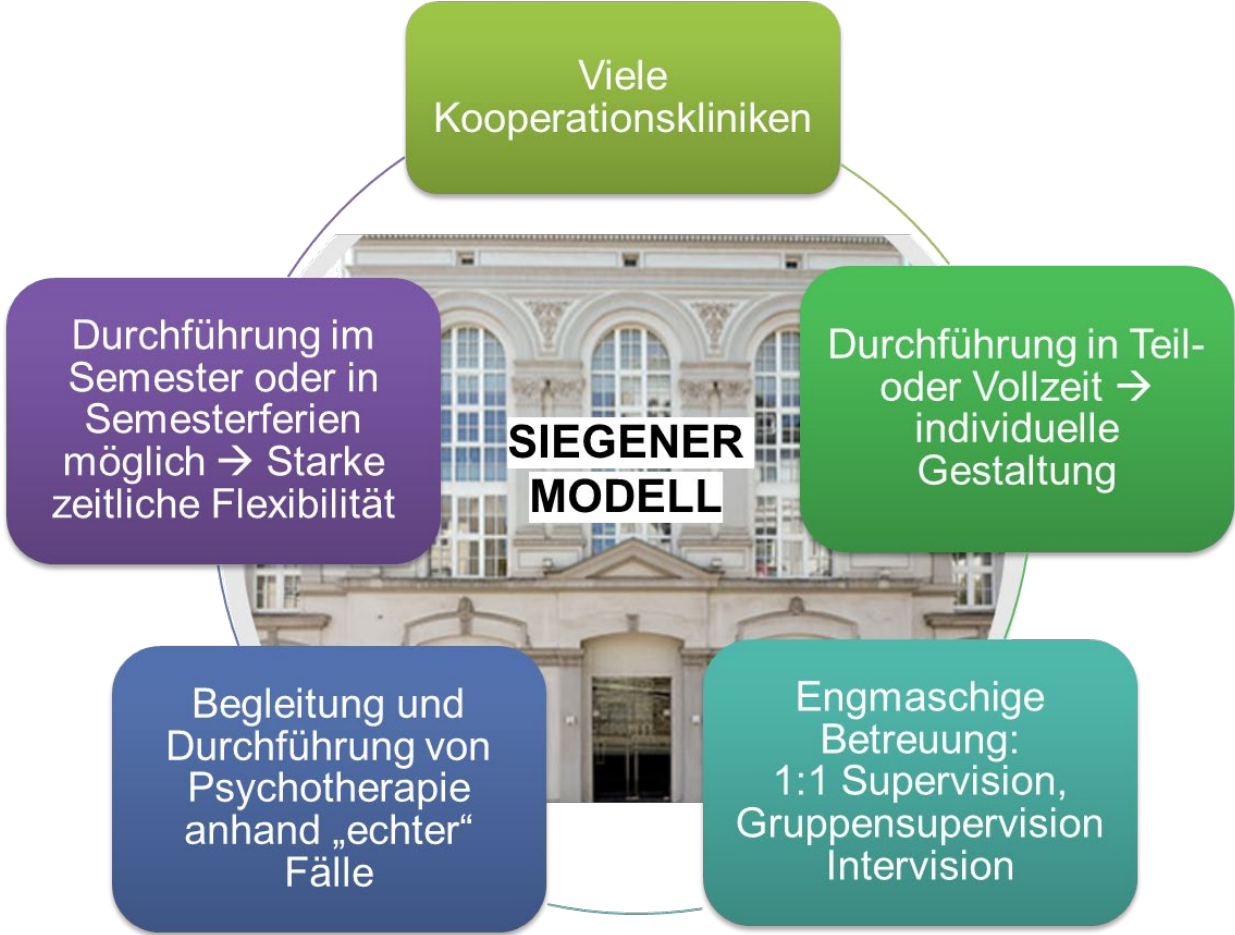 Viele
Kooperationskliniken
Durchführung in Teil-
oder Vollzeit →
individuelle
Gestaltung
Engmaschige
Betreuung:
1:1 Supervision,
Gruppensupervision
Intervision
Begleitung und
Durchführung von
Psychotherapie
anhand „echter“
Fälle
Durchführung im
Semester oder in
Semesterferien
möglich → Starke
zeitliche Flexibilität
SIEGENER
MODELL